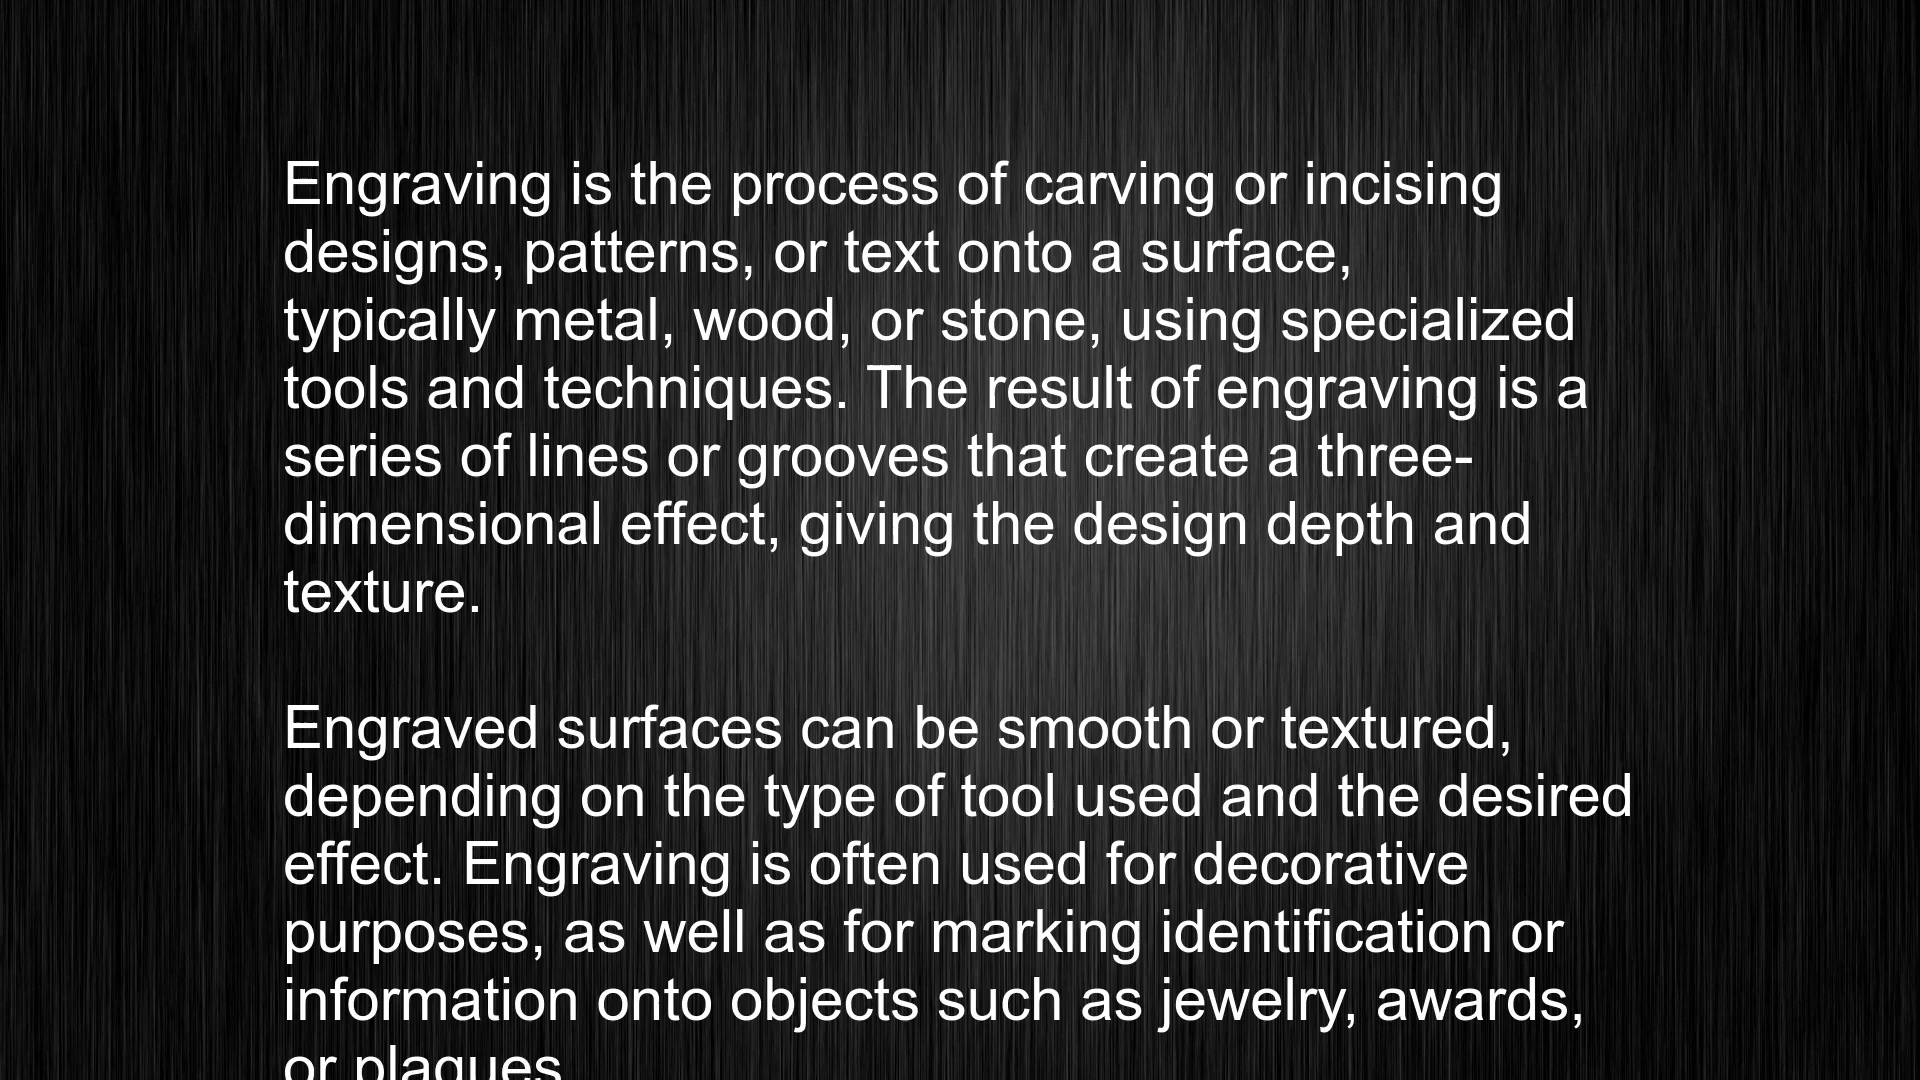 Engraving is the process of carving or incising
designs, patterns, or text onto a surface,
typically metal, wood, or stone, using specialized
tools and techniques. The result of engraving is a
series of lines or grooves that create a three-
dimensional effect, giving the design depth and
texture.
Engraved surfaces can be smooth or textured,
depending on the type of tool used and the desired
effect. Engraving is often used for decorative
purposes, as well as for marking identification or
information onto objects such as jewelry, awards,
or plaques